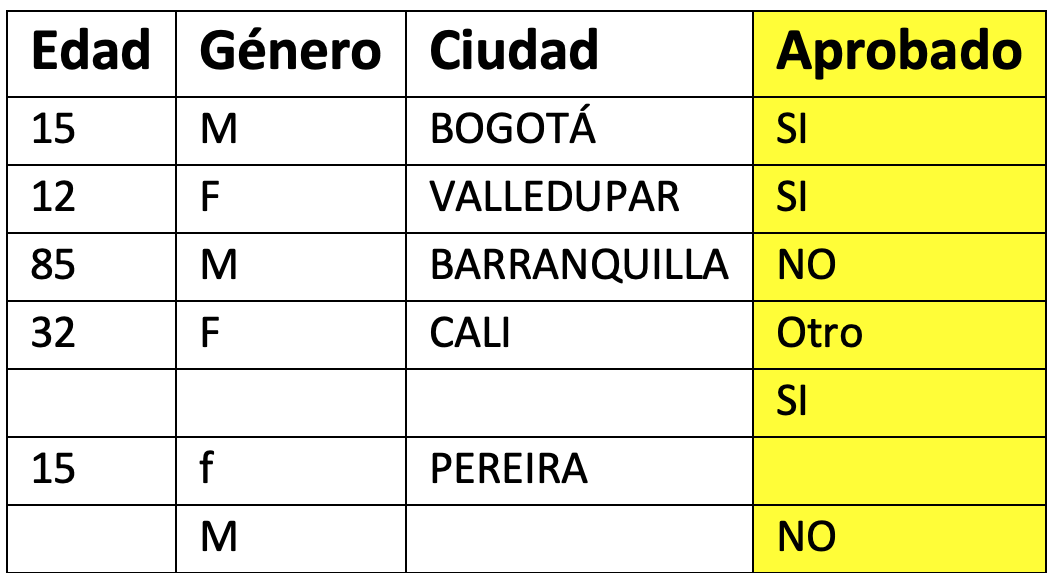 Edad Género Ciudad Aprobado
15 M BOGOTÁ SI
12 F VALLEDUPAR SI
85 M BARRANQUILLA NO
32 F CALI Otro
SI
15 f PEREIRA
M NO